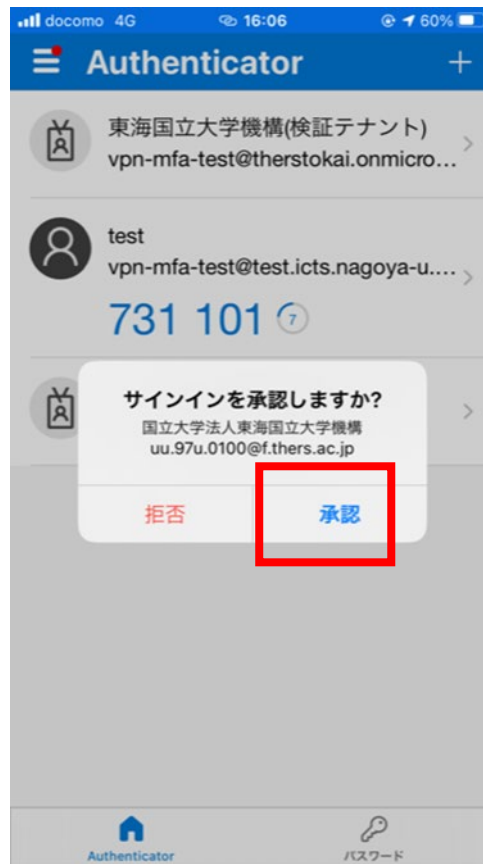 docomo 4G 16:06 60%
Authenticator
東海国立大学機構(検証テナント)
vpn-mfa-test@therstokai.onmicro...
test
vpn-mfa-test@test.icts.nagoya-u....
731 101 7
サインインを承認しますか?
国立大学法人東海国立大学機構
uu.97u.0100@f.thers.ac.jp
拒否 承認
Authenticator パスワード